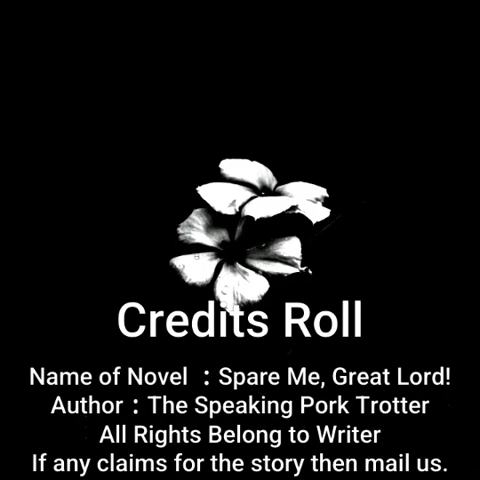 Credits Roll
Name of Novel : Spare Me, Great Lord!
Author : The Speaking Pork Trotter
All Rights Belong to Writer
If any claims for the story then mail us.